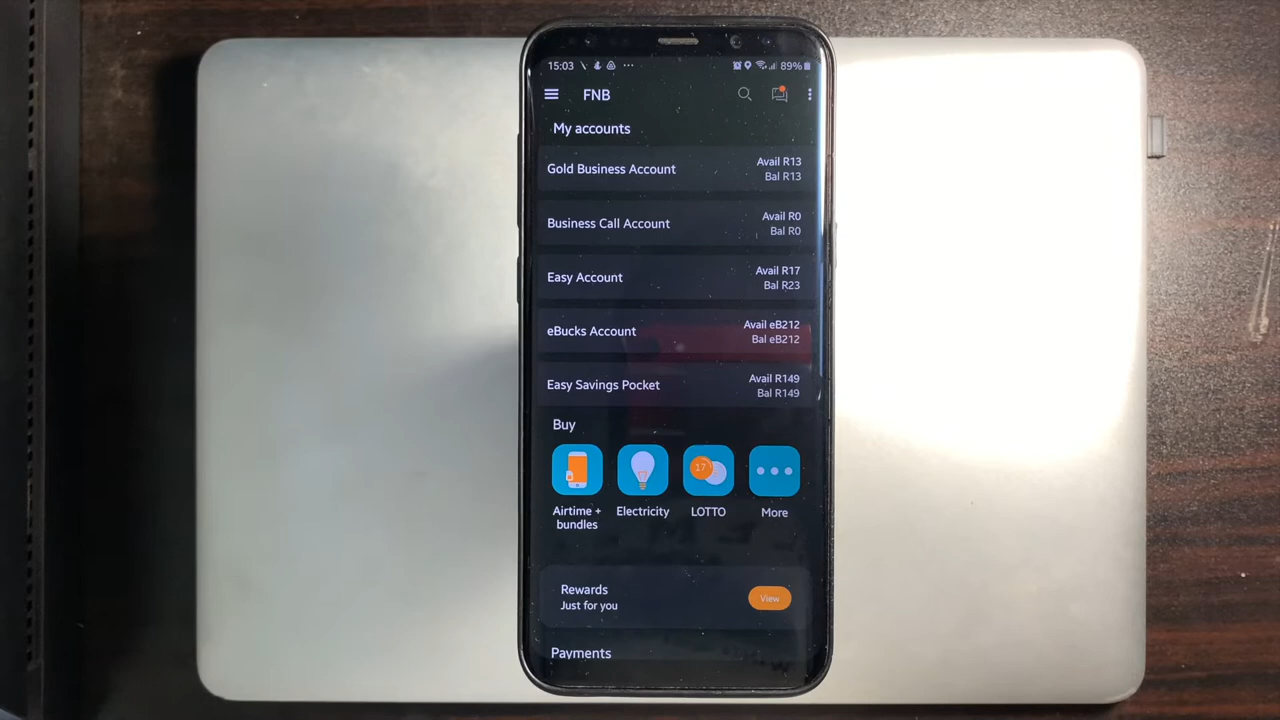 15:03 89%
FNB
My accounts
Gold Business Account
Avail R13
Bal R13
Business Call Account
Avail R0
Bal R0
Easy Account
Avail R17
Bal R23
eBucks Account
Avail eB212
Bal eB212
Easy Savings Pocket
Avail R149
Bal R149
Buy
17
Airtime +
bundles
Electricity
LOTTO
More
Rewards
Just for you
View
Payments